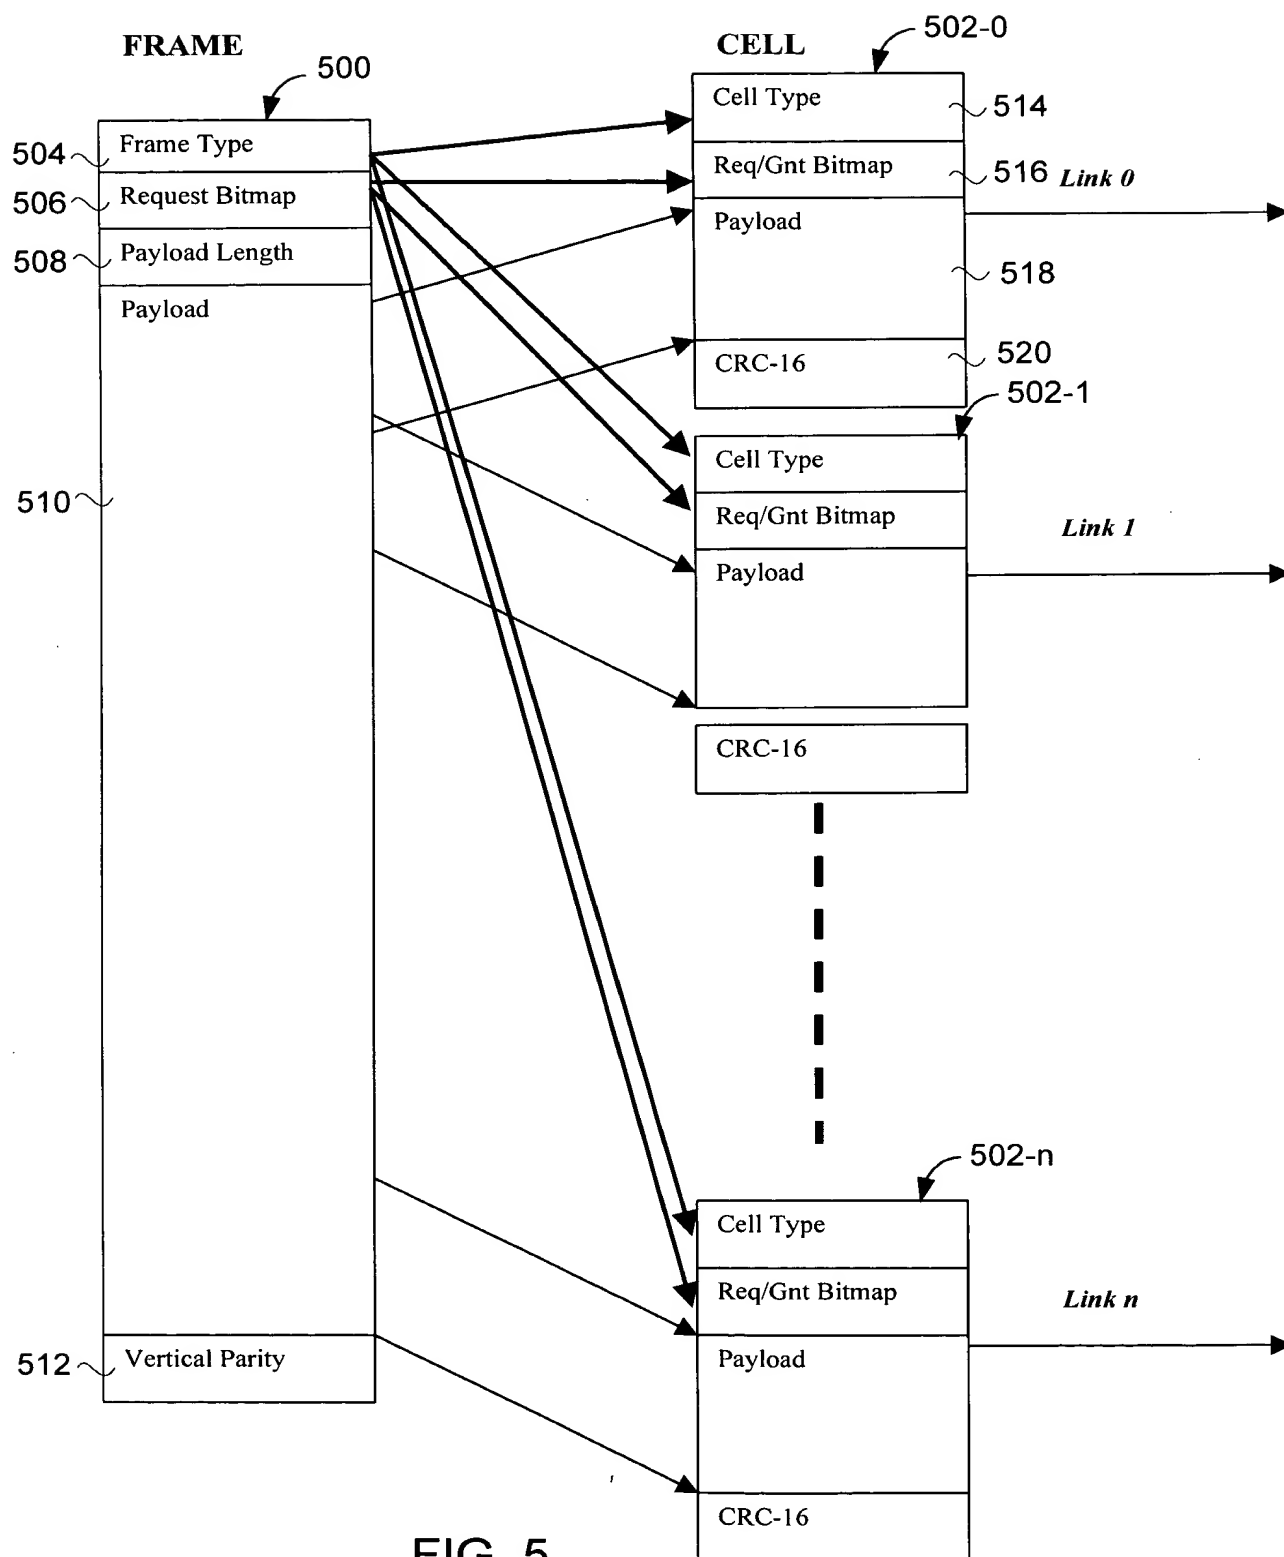 FRAME
500
504
Frame Type
506
Request Bitmap
508
Payload Length
Payload
510
512
Vertical Parity
CELL
502-0
Cell Type
514
Req/Gnt Bitmap
516
Link 0
Payload
518
CRC-16
520
502-1
Cell Type
Req/Gnt Bitmap
Link 1
Payload
CRC-16
502-n
Cell Type
Req/Gnt Bitmap
Link n
Payload
CRC-16
FIG. 5